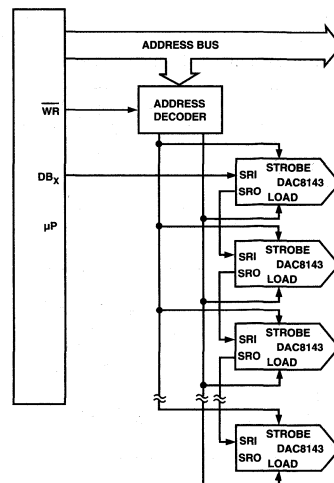 ADDRESS BUS
WR
ADDRESS
DECODER
DBX
µP
STROBE
SRI
DAC8143
SRO
LOAD
STROBE
SRI
DAC8143
SRO
LOAD
STROBE
SRI
DAC8143
SRO
LOAD
STROBE
SRI
DAC8143
SRO
LOAD